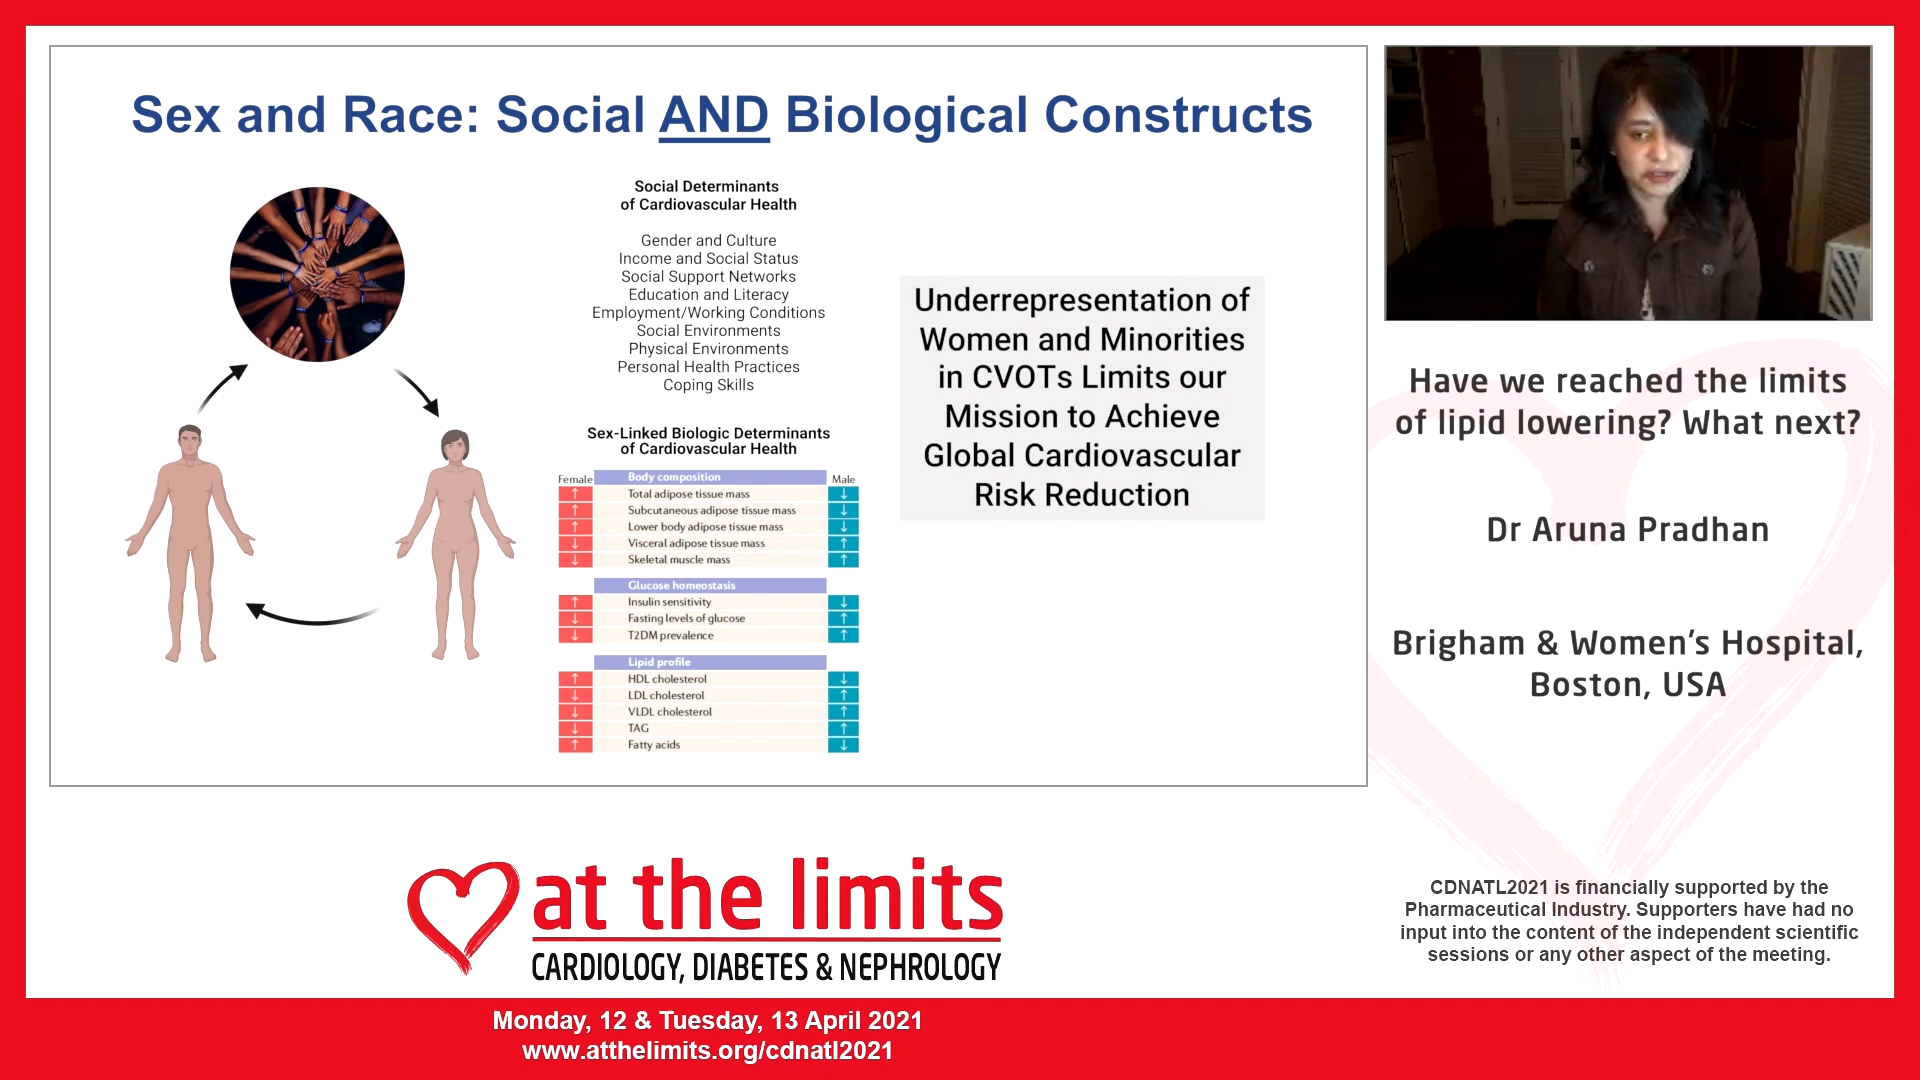 Sex and Race: Social AND Biological Constructs
Social Determinants
of Cardiovascular Health
Gender and Culture
Income and Social Status
Social Support Networks
Education and Literacy
Employment/Working Conditions
Social Environments
Physical Environments
Personal Health Practices
Coping Skills
Sex-Linked Biologic Determinants
of Cardiovascular Health
Female Body composition Male
↑ Total adipose tissue mass ↓
↑ Subcutaneous adipose tissue mass ↓
↑ Lower body adipose tissue mass ↓
↓ Visceral adipose tissue mass ↑
↓ Skeletal muscle mass ↑
Glucose homeostasis
↑ Insulin sensitivity ↓
↓ Fasting levels of glucose ↑
↓ T2DM prevalence ↑
Lipid profile
↑ HDL cholesterol ↓
↓ LDL cholesterol ↑
↓ VLDL cholesterol ↑
↓ TAG ↑
↑ Fatty acids ↓
Underrepresentation of
Women and Minorities
in CVOTs Limits our
Mission to Achieve
Global Cardiovascular
Risk Reduction
Have we reached the limits
of lipid lowering? What next?
Dr Aruna Pradhan
Brigham & Women's Hospital,
Boston, USA
at the limits
CARDIOLOGY, DIABETES & NEPHROLOGY
CDNATL2021 is financially supported by the
Pharmaceutical Industry. Supporters have had no
input into the content of the independent scientific
sessions or any other aspect of the meeting.
Monday, 12 & Tuesday, 13 April 2021
www.atthelimits.org/cdnatl2021